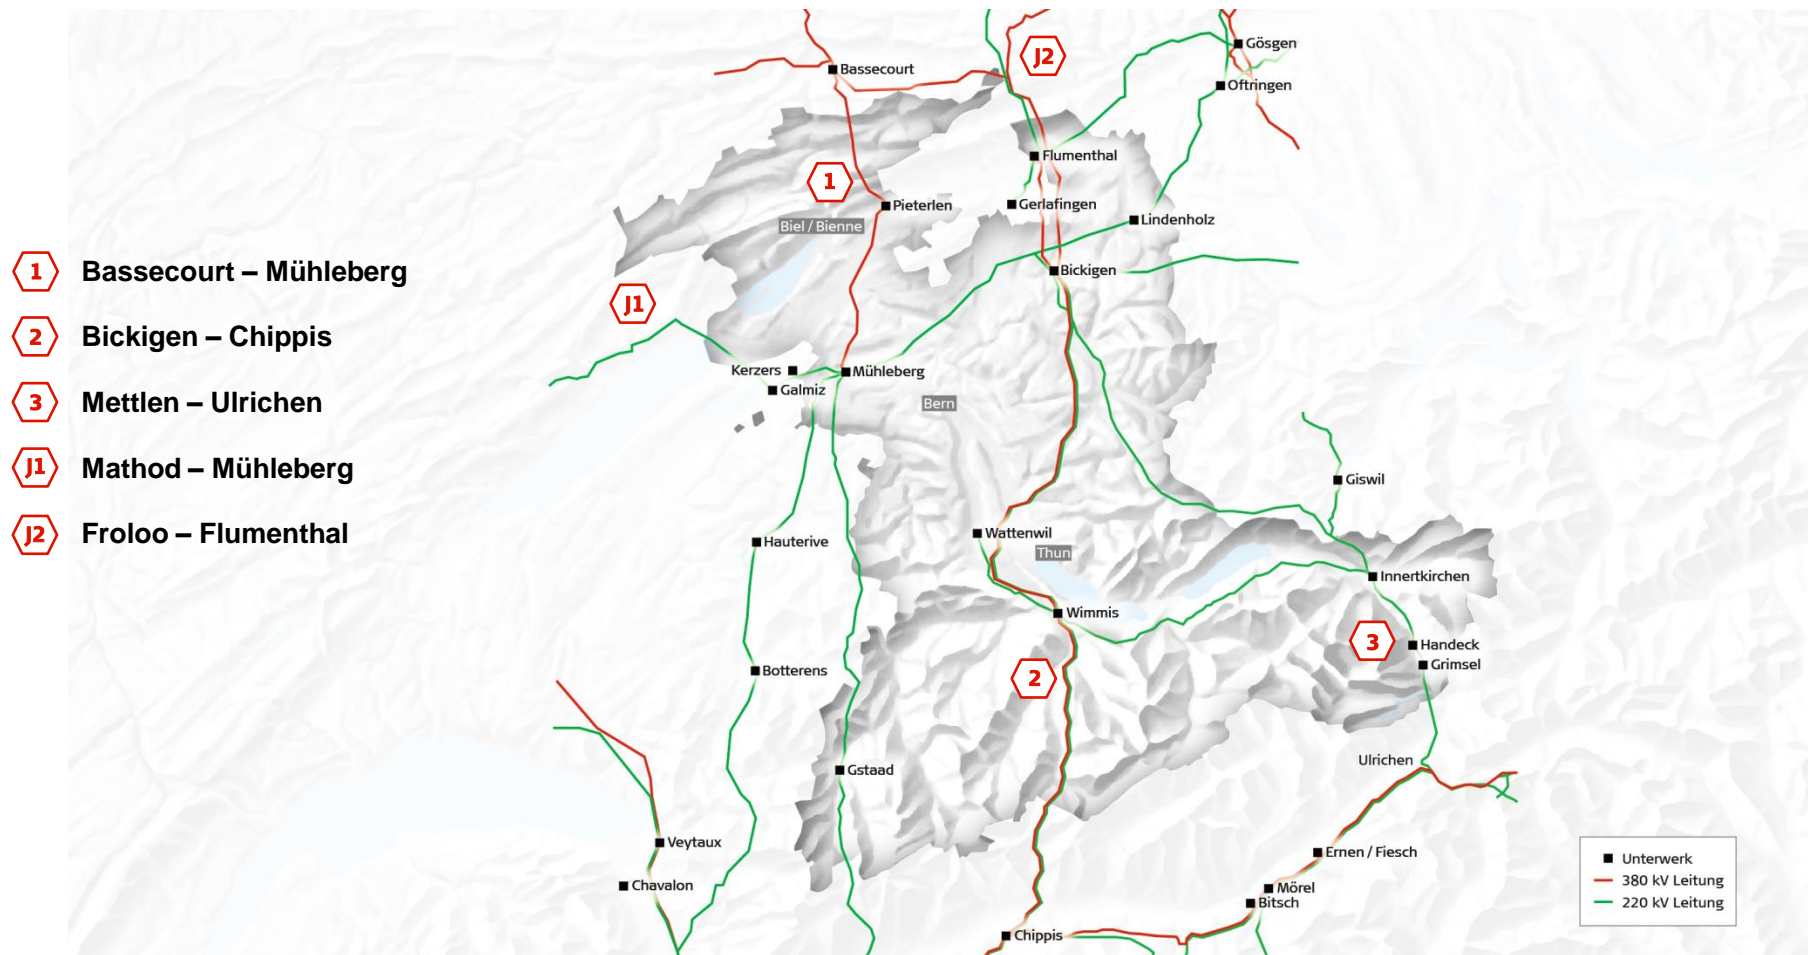 1 Bassecourt – Mühleberg
2 Bickigen – Chippis
3 Mettlen – Ulrichen
J1 Mathod – Mühleberg
J2 Froloo – Flumenthal
Gösgen
J2
Bassecourt
Oftringen
Flumenthal
1
Pieterlen
Gerlafingen
Lindenholz
Biel / Bienne
Bickigen
J1
Kerzers
Mühleberg
Galmiz
Bern
Giswil
Wattenwil
Hauterive
Thun
Innertkirchen
Wimmis
3
Handeck
Grimsel
Botterens
2
Ulrichen
Gstaad
Veytaux
Ernen / Fiesch
Chavalon
Mörel
Bitsch
Chippis
Unterwerk
380 kV Leitung
220 kV Leitung